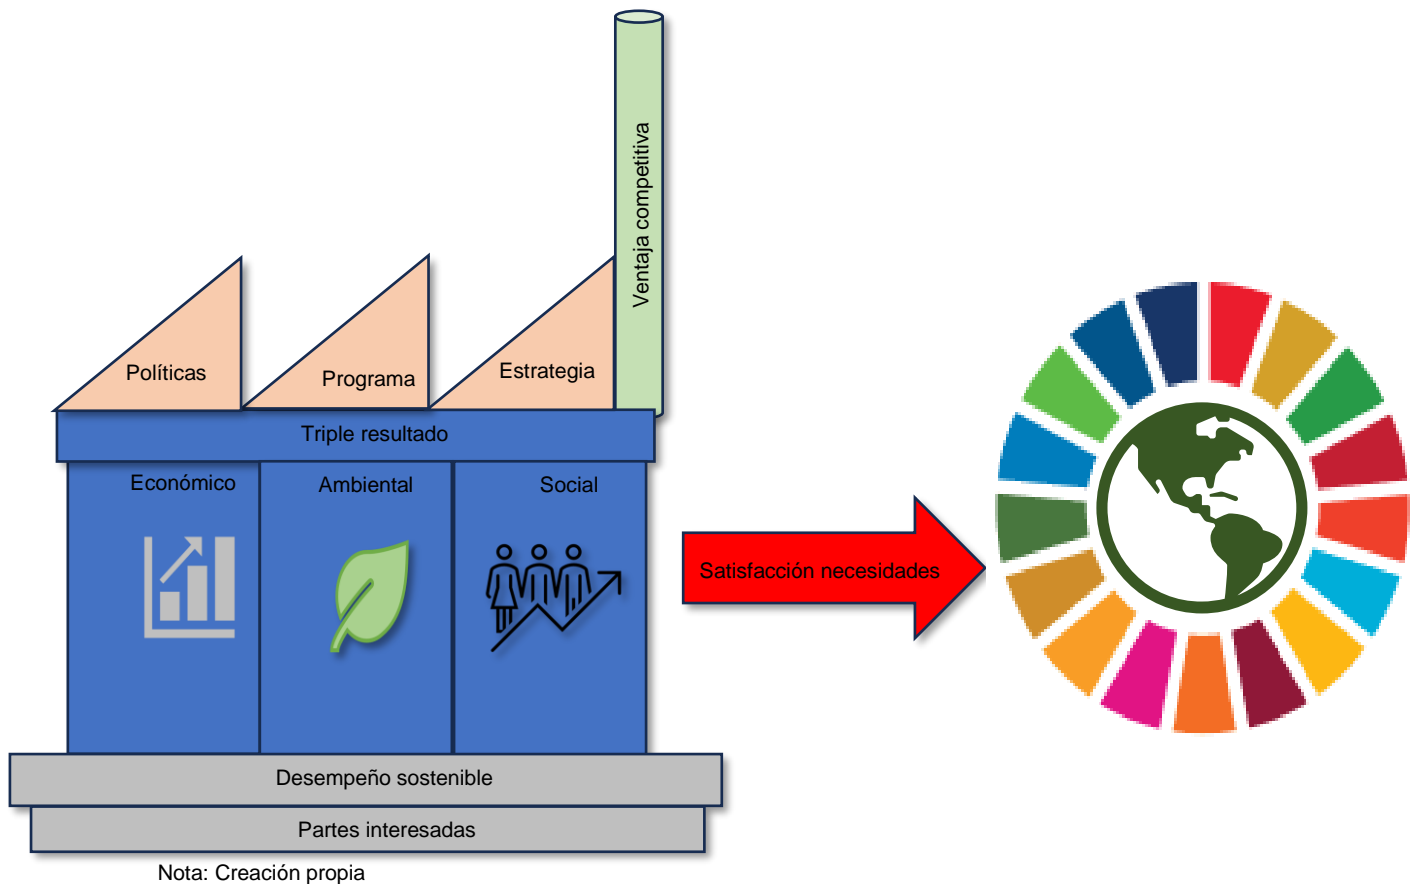 Ventaja competitiva
Políticas
Programa
Estrategia
Triple resultado
Económico
Ambiental
Social
Satisfacción necesidades
Desempeño sostenible
Partes interesadas
Nota: Creación propia